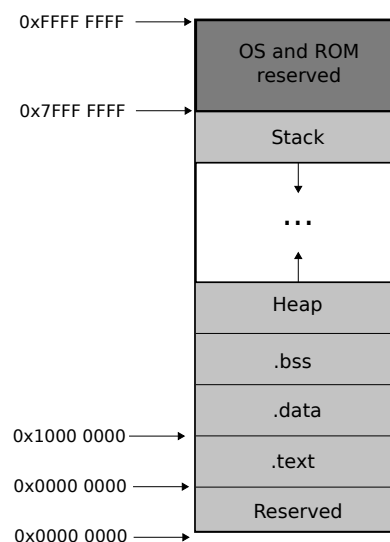 0xFFFF FFFF
OS and ROM
reserved
0x7FFF FFFF
Stack
...
Heap
.bss
.data
0x1000 0000
.text
0x0000 0000
Reserved
0x0000 0000